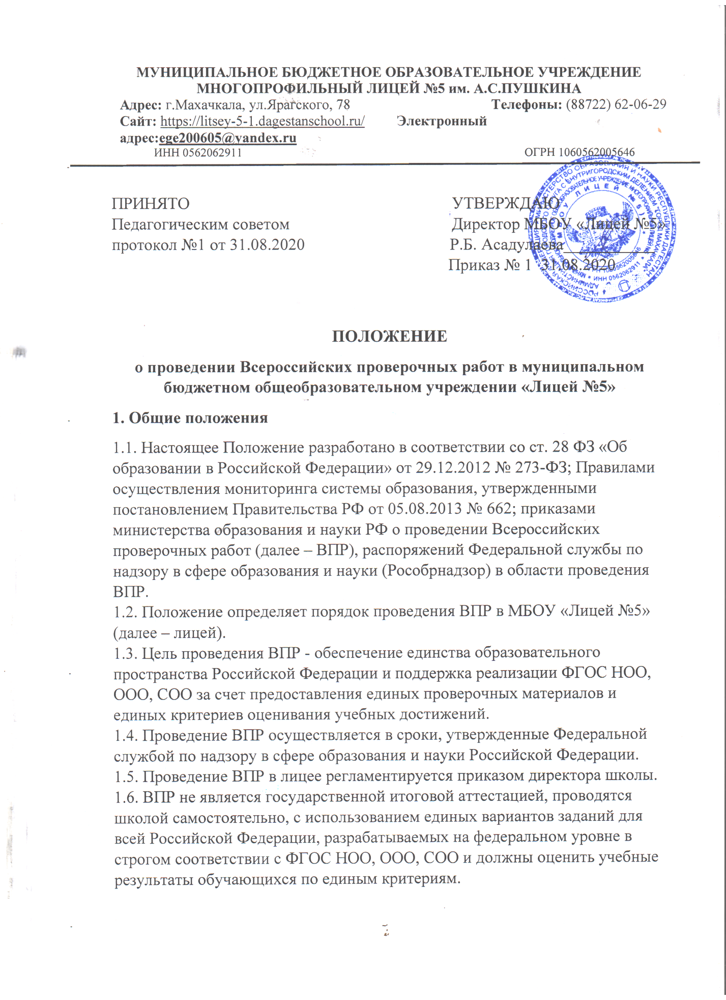 МУНИЦИПАЛЬНОЕ БЮДЖЕТНОЕ ОБРАЗОВАТЕЛЬНОЕ УЧРЕЖДЕНИЕ
МНОГОПРОФИЛЬНЫЙ ЛИЦЕЙ №5 им. А.С.ПУШКИНА
Адрес: г.Махачкала, ул.Ярагского, 78 Телефоны: (88722) 62-06-29
Сайт: https://litsey-5-1.dagestanschool.ru/ Электронный
адрес:ege200605@yandex.ru
ИНН 0562062911 ОГРН 1060562005646
ПРИНЯТО УТВЕРЖДАЮ
Педагогическим советом Директор МБОУ «Лицей №5»
протокол №1 от 31.08.2020 Р.Б. Асадулаева___________
Приказ № 1 31.08.2020
ПОЛОЖЕНИЕ
о проведении Всероссийских проверочных работ в муниципальном
бюджетном общеобразовательном учреждении «Лицей №5»
1. Общие положения
1.1. Настоящее Положение разработано в соответствии со ст. 28 ФЗ «Об
образовании в Российской Федерации» от 29.12.2012 № 273-ФЗ; Правилами
осуществления мониторинга системы образования, утвержденными
постановлением Правительства РФ от 05.08.2013 № 662; приказами
министерства образования и науки РФ о проведении Всероссийских
проверочных работ (далее – ВПР), распоряжений Федеральной службы по
надзору в сфере образования и науки (Рособрнадзор) в области проведения
ВПР.
1.2. Положение определяет порядок проведения ВПР в МБОУ «Лицей №5»
(далее – лицей).
1.3. Цель проведения ВПР - обеспечение единства образовательного
пространства Российской Федерации и поддержка реализации ФГОС НОО,
ООО, СОО за счет предоставления единых проверочных материалов и
единых критериев оценивания учебных достижений.
1.4. Проведение ВПР осуществляется в сроки, утвержденные Федеральной
службой по надзору в сфере образования и науки Российской Федерации.
1.5. Проведение ВПР в лицее регламентируется приказом директора школы.
1.6. ВПР не является государственной итоговой аттестацией, проводятся
школой самостоятельно, с использованием единых вариантов заданий для
всей Российской Федерации, разрабатываемых на федеральном уровне в
строгом соответствии с ФГОС НОО, ООО, СОО и должны оценить учебные
результаты обучающихся по единым критериям.